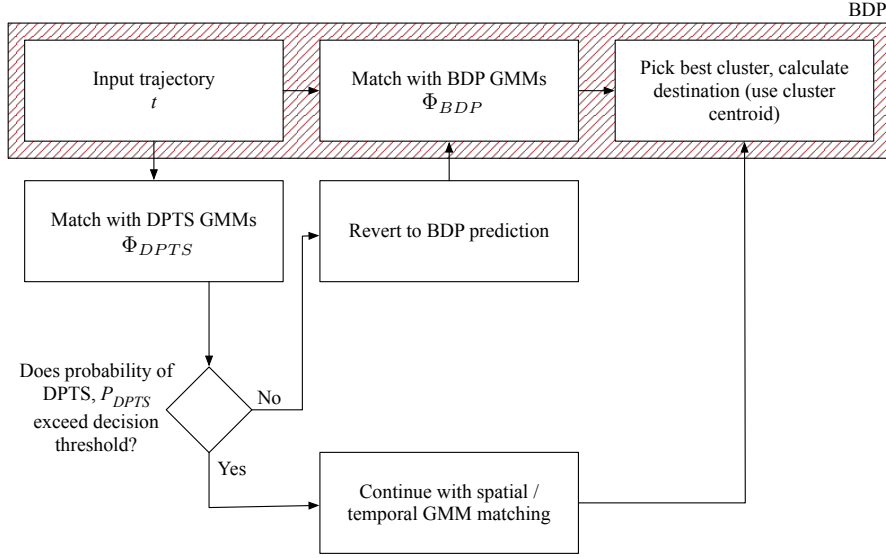 BDP
Input trajectory
t
Match with BDP GMMs
Φ_BDP
Pick best cluster, calculate
destination (use cluster
centroid)
Match with DPTS GMMs
Φ_DPTS
Revert to BDP prediction
Does probability of
DPTS, P_DPTS
exceed decision
threshold?
No
Yes
Continue with spatial /
temporal GMM matching